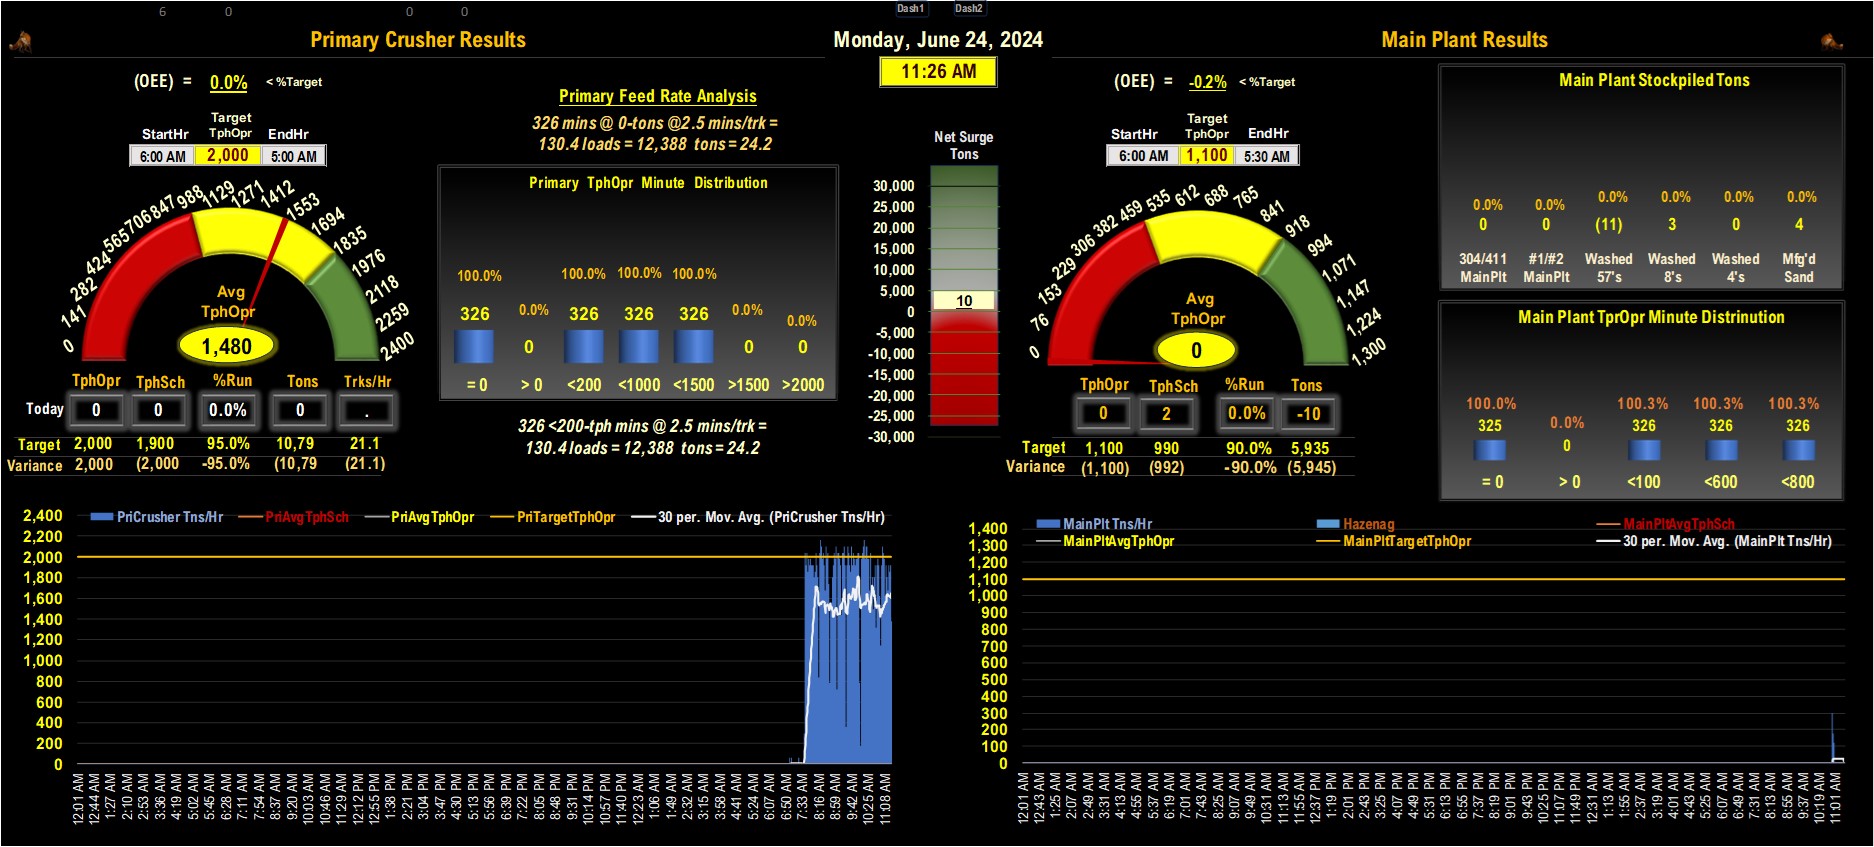 6 0 0 0 Dash1 Dash2
Primary Crusher Results
Monday, June 24, 2024
11:26 AM
Main Plant Results
(OEE) = 0.0% < %Target
Target
StartHr TphOpr EndHr
6:00 AM 2,000 5:00 AM
0 141 282 424 565 706 847 988 1129 1271 1412 1553 1694 1835 1976 2118 2259 2400
Avg
TphOpr
1,480
TphOpr TphSch %Run Tons Trks/Hr
Today 0 0 0.0% 0 .
Target 2,000 1,900 95.0% 10,79 21.1
Variance 2,000 (2,000 -95.0% (10,79 (21.1)
Primary Feed Rate Analysis
326 mins @ 0-tons @2.5 mins/trk =
130.4 loads = 12,388 tons = 24.2
Primary TphOpr Minute Distribution
100.0% 0.0% 100.0% 100.0% 100.0% 0.0% 0.0%
326 0 326 326 326 0 0
= 0 > 0 <200 <1000 <1500 >1500 >2000
326 <200-tph mins @ 2.5 mins/trk =
130.4 loads = 12,388 tons = 24.2
Net Surge
Tons
30,000
25,000
20,000
15,000
10,000
5,000
10
0
-5,000
-10,000
-15,000
-20,000
-25,000
-30,000
(OEE) = -0.2% < %Target
Target
StartHr TphOpr EndHr
6:00 AM 1,100 5:30 AM
0 76 153 229 306 382 459 535 612 688 765 841 918 994 1,071 1,147 1,224 1,300
Avg
TphOpr
0
TphOpr TphSch %Run Tons
0 2 0.0% -10
Target 1,100 990 90.0% 5,935
Variance (1,100) (992) -90.0% (5,945)
Main Plant Stockpiled Tons
0.0% 0.0% 0.0% 0.0% 0.0% 0.0%
0 0 (11) 3 0 4
304/411 #1/#2 Washed Washed Washed Mfg'd
MainPlt MainPlt 57's 8's 4's Sand
Main Plant TprOpr Minute Distrinution
100.0% 0.0% 100.3% 100.3% 100.3%
325 0 326 326 326
= 0 > 0 <100 <600 <800
PriCrusher Tns/Hr PriAvgTphSch PriAvgTphOpr PriTargetTphOpr 30 per. Mov. Avg. (PriCrusher Tns/Hr)
2,400
2,200
2,000
1,800
1,600
1,400
1,200
1,000
800
600
400
200
0
12:01 AM 12:44 AM 1:27 AM 2:10 AM 2:53 AM 3:36 AM 4:19 AM 5:02 AM 5:45 AM 6:28 AM 7:11 AM 7:54 AM 8:37 AM 9:20 AM 10:03 AM 10:46 AM 11:29 AM 12:12 PM 12:55 PM 2:21 PM 3:04 PM 3:47 PM 4:30 PM 5:13 PM 5:56 PM 6:39 PM 7:22 PM 8:05 PM 8:48 PM 9:31 PM 10:14 PM 10:57 PM 11:40 PM 12:23 AM 1:06 AM 1:49 AM 2:32 AM 3:15 AM 3:58 AM 4:41 AM 5:24 AM 6:07 AM 6:50 AM 7:33 AM 8:16 AM 8:59 AM 9:42 AM 10:25 AM 11:08 AM
MainPlt Tns/Hr Hazenag MainPltAvgTphSch
MainPltAvgTphOpr MainPltTargetTphOpr 30 per. Mov. Avg. (MainPlt Tns/Hr)
1,400
1,300
1,200
1,100
1,000
900
800
700
600
500
400
300
200
100
0
12:01 AM 12:43 AM 1:25 AM 2:07 AM 2:49 AM 3:31 AM 4:13 AM 4:55 AM 5:37 AM 6:19 AM 7:01 AM 7:43 AM 8:25 AM 9:07 AM 9:49 AM 10:31 AM 11:13 AM 11:55 AM 12:37 PM 1:19 PM 2:01 PM 2:43 PM 3:25 PM 4:07 PM 4:49 PM 5:31 PM 6:13 PM 6:55 PM 7:37 PM 8:19 PM 9:01 PM 9:43 PM 10:25 PM 11:07 PM 11:49 PM 12:31 AM 1:13 AM 1:55 AM 2:37 AM 3:19 AM 4:01 AM 4:43 AM 5:25 AM 6:07 AM 6:49 AM 7:31 AM 8:13 AM 8:55 AM 9:37 AM 10:19 AM 11:01 AM